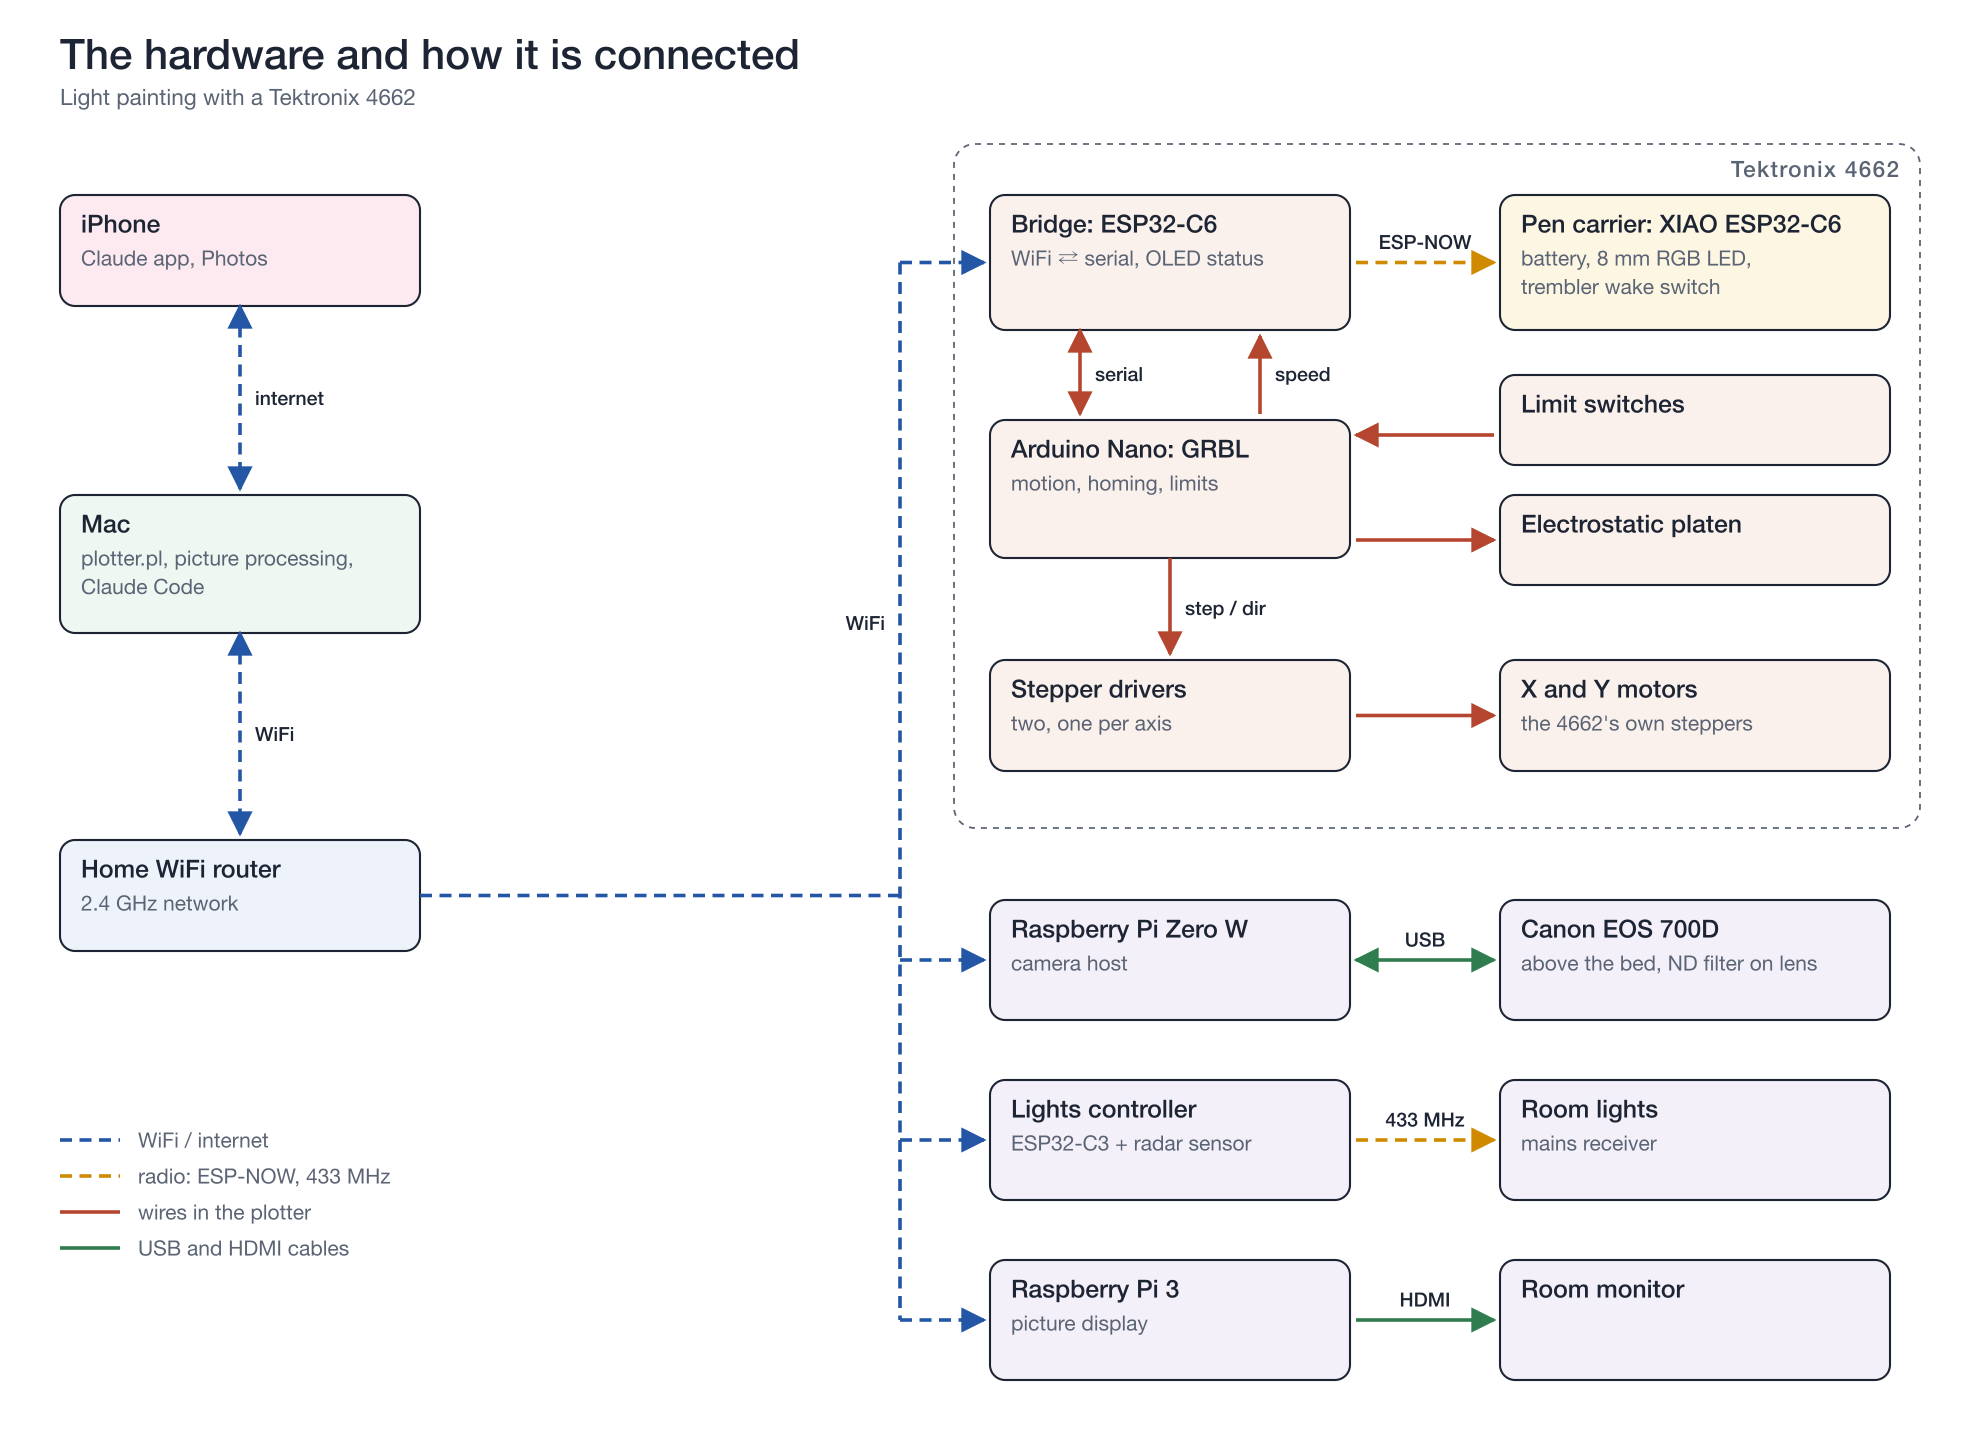 The hardware and how it is connected
Light painting with a Tektronix 4662
Tektronix 4662
iPhone
Claude app, Photos
internet
Mac
plotter.pl, picture processing,
Claude Code
WiFi
Home WiFi router
2.4 GHz network
WiFi
Bridge: ESP32-C6
WiFi ⇄ serial, OLED status
ESP-NOW
Pen carrier: XIAO ESP32-C6
battery, 8 mm RGB LED,
trembler wake switch
serial
speed
Limit switches
Arduino Nano: GRBL
motion, homing, limits
Electrostatic platen
step / dir
Stepper drivers
two, one per axis
X and Y motors
the 4662's own steppers
Raspberry Pi Zero W
camera host
USB
Canon EOS 700D
above the bed, ND filter on lens
Lights controller
ESP32-C3 + radar sensor
433 MHz
Room lights
mains receiver
Raspberry Pi 3
picture display
HDMI
Room monitor
WiFi / internet
radio: ESP-NOW, 433 MHz
wires in the plotter
USB and HDMI cables